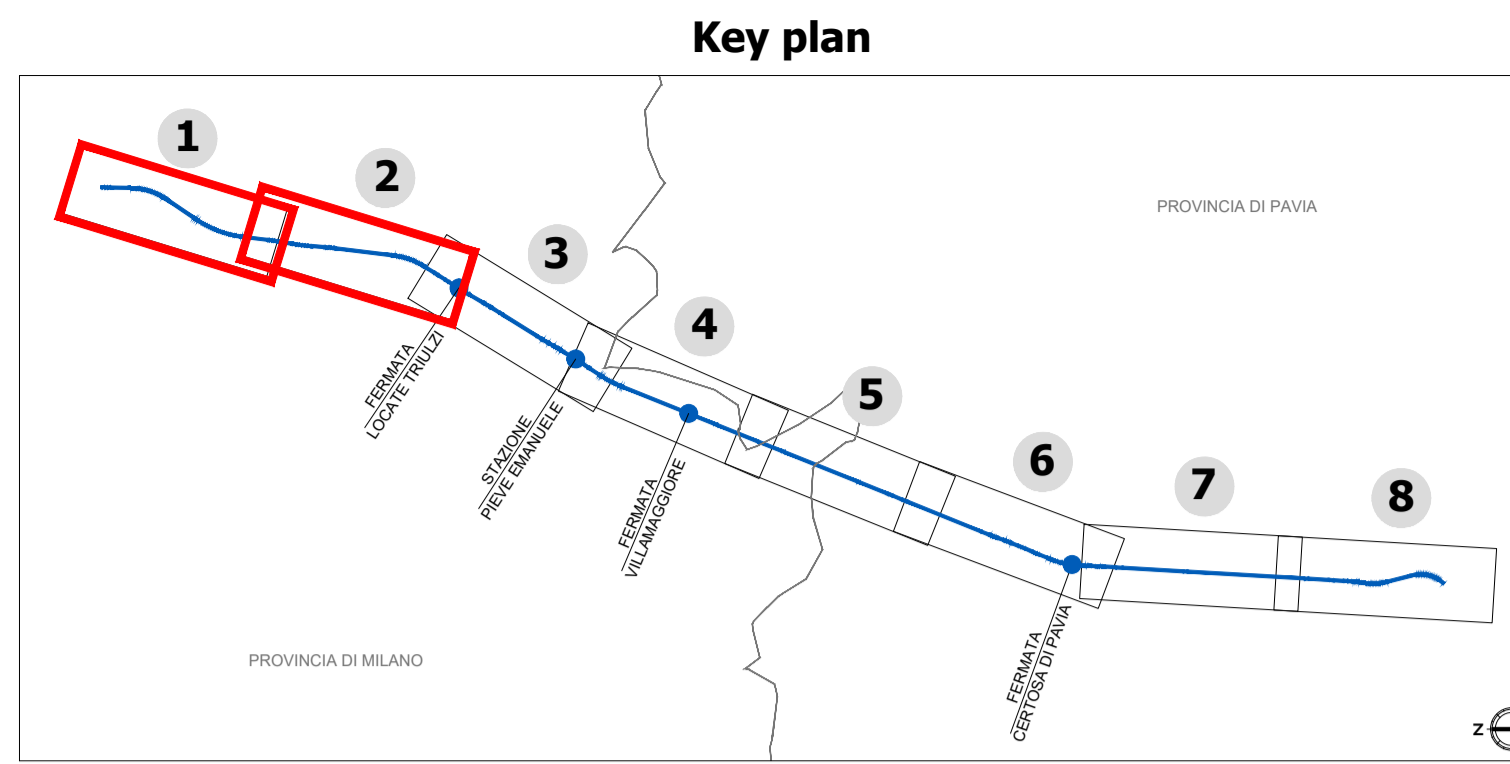 Key plan
1
2
3
4
5
6
7
8
PROVINCIA DI PAVIA
FERMATA
LOCATE TRIULZI
STAZIONE
PIEVE EMANUELE
FERMATA
VILLAMAGGIORE
FERMATA
CERTOSA DI PAVIA
PROVINCIA DI MILANO
Z